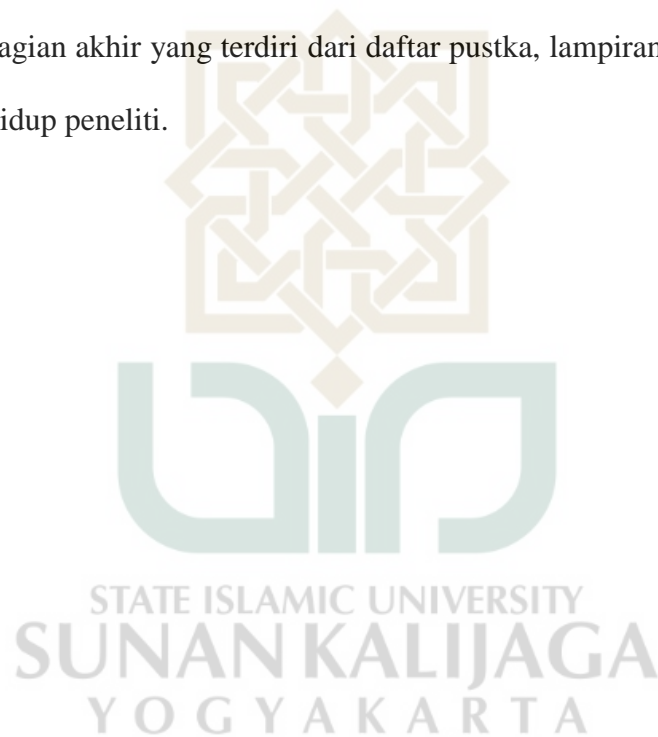 agian akhir yang terdiri dari daftar pustka, lampiran
idup peneliti.
STATE ISLAMIC UNIVERSITY
SUNAN KALIJAGA
YOGYAKARTA